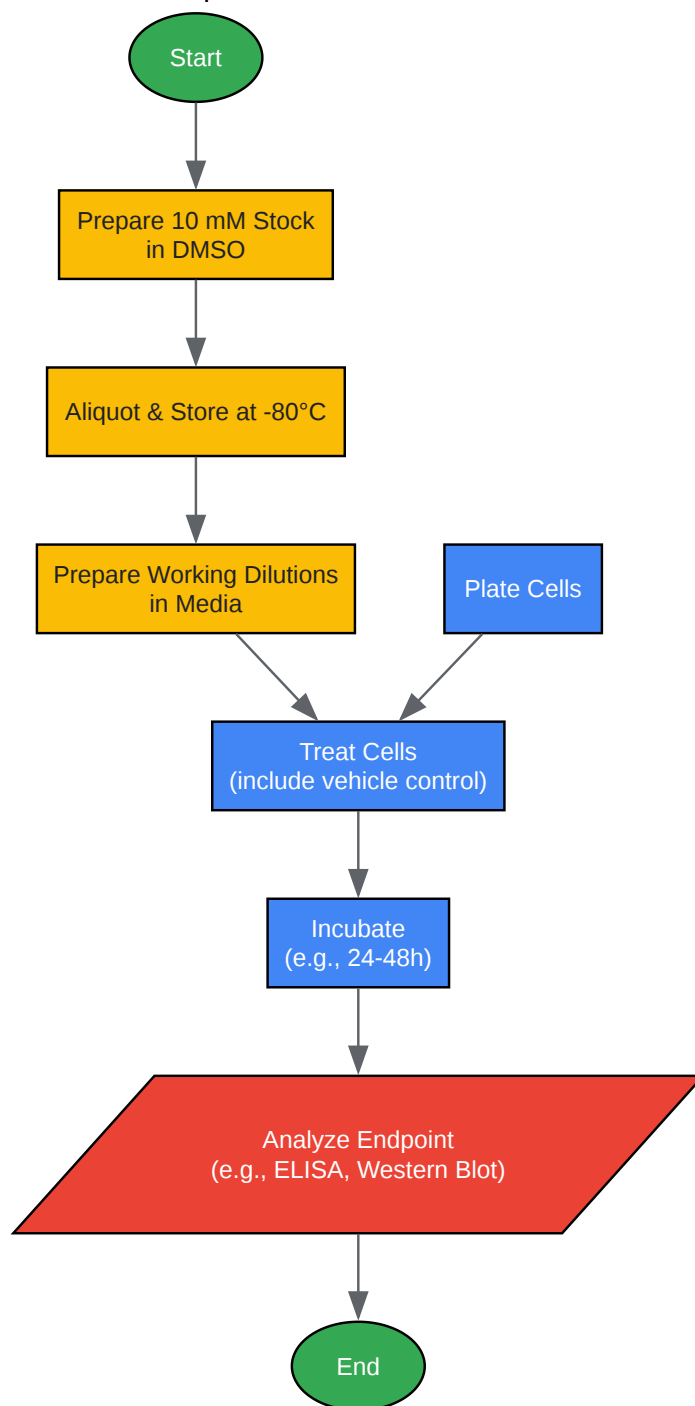 Start
Prepare 10 mM Stock
in DMSO
Aliquot & Store at -80°C
Prepare Working Dilutions
in Media
Plate Cells
Treat Cells
(include vehicle control)
Incubate
(e.g., 24-48h)
Analyze Endpoint
(e.g., ELISA, Western Blot)
End